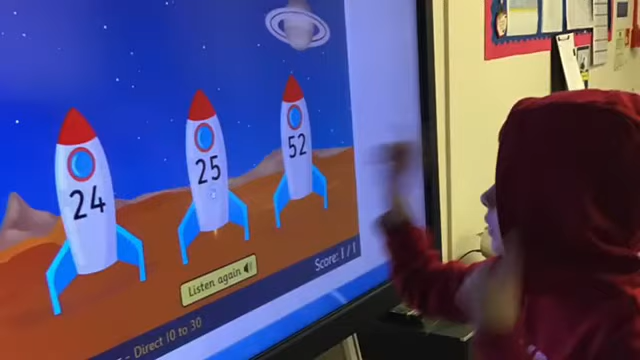 24
25
52
Listen again
Score: 1 / 1
- Direct 10 to 30